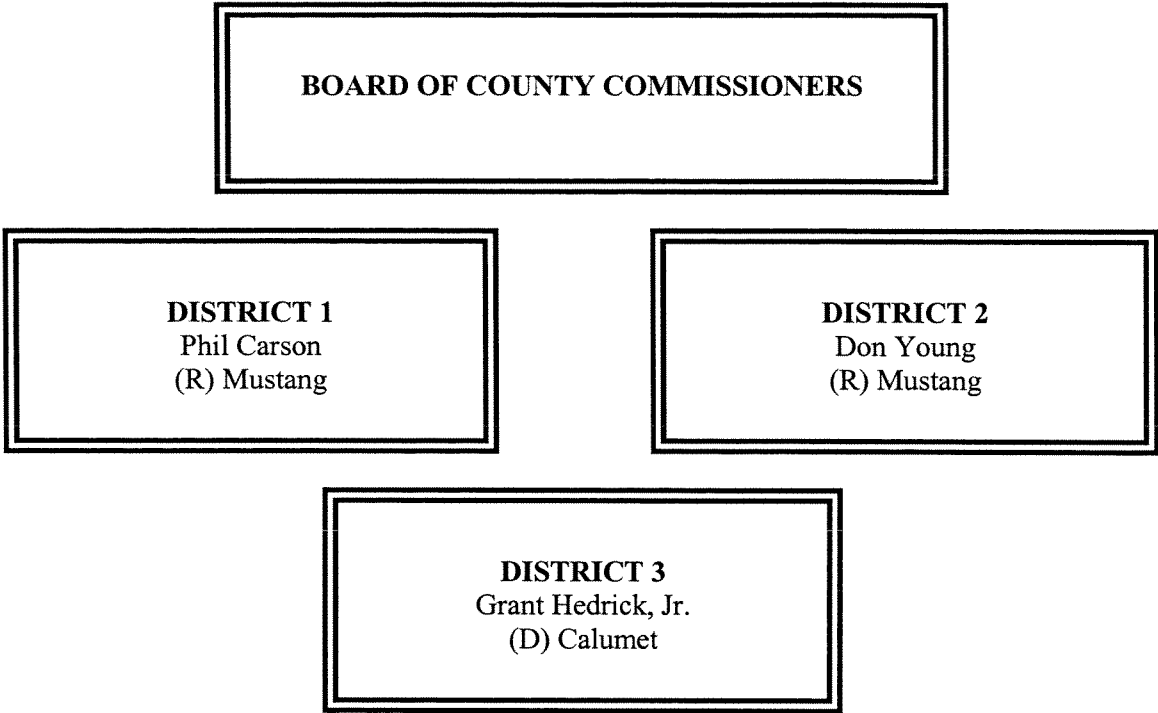 BOARD OF COUNTY COMMISSIONERS
DISTRICT 1
Phil Carson
(R) Mustang
DISTRICT 2
Don Young
(R) Mustang
DISTRICT 3
Grant Hedrick, Jr.
(D) Calumet